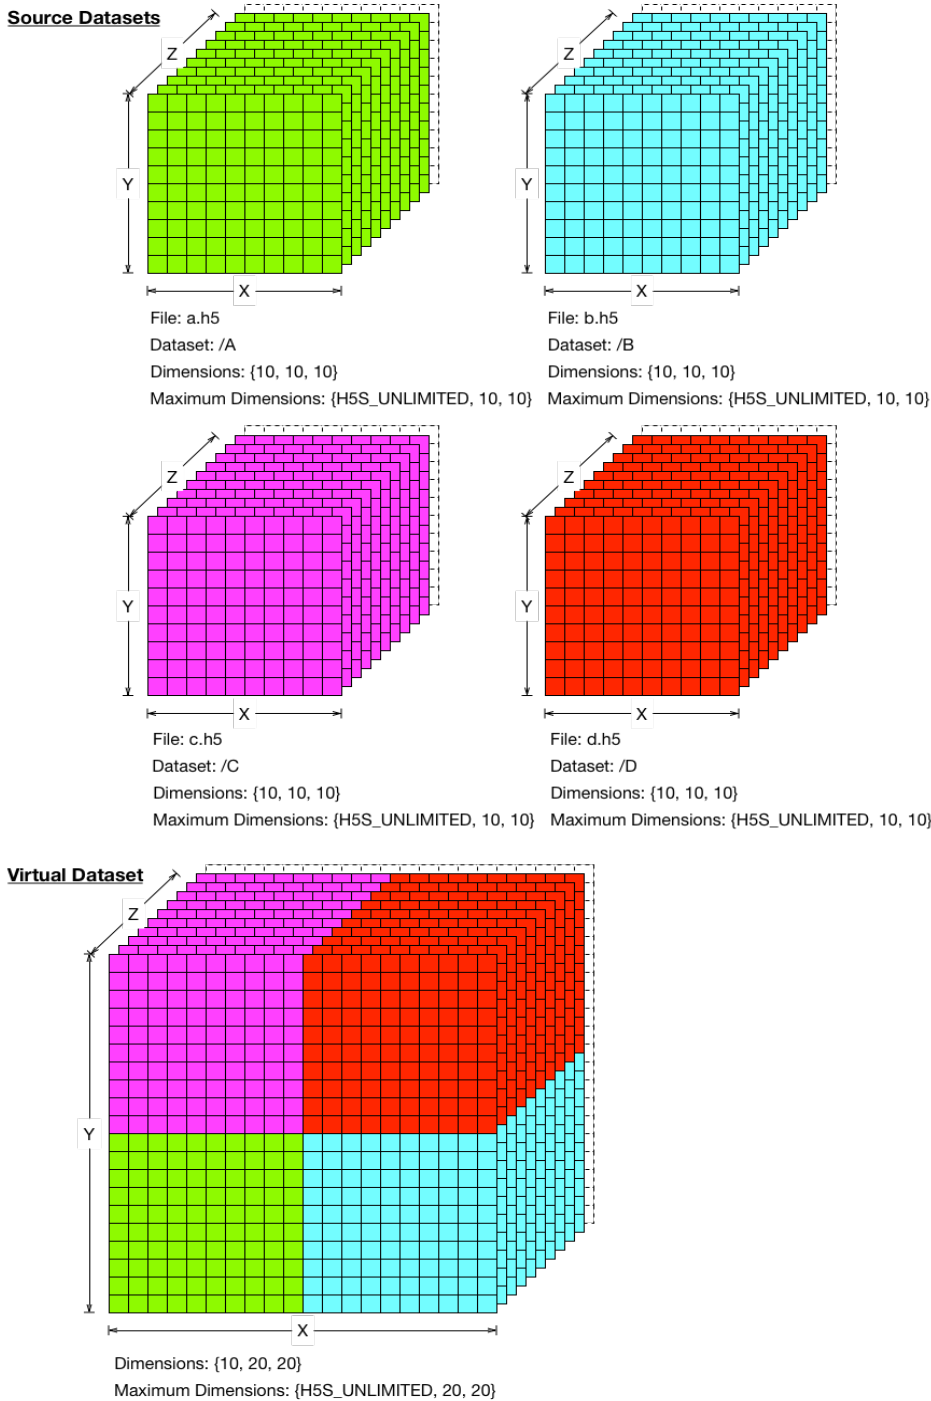 Source Datasets
Z
Y
X
File: a.h5
Dataset: /A
Dimensions: {10, 10, 10}
Maximum Dimensions: {H5S_UNLIMITED, 10, 10}
Z
Y
X
File: b.h5
Dataset: /B
Dimensions: {10, 10, 10}
Maximum Dimensions: {H5S_UNLIMITED, 10, 10}
Z
Y
X
File: c.h5
Dataset: /C
Dimensions: {10, 10, 10}
Maximum Dimensions: {H5S_UNLIMITED, 10, 10}
Z
Y
X
File: d.h5
Dataset: /D
Dimensions: {10, 10, 10}
Maximum Dimensions: {H5S_UNLIMITED, 10, 10}
Virtual Dataset
Z
Y
X
Dimensions: {10, 20, 20}
Maximum Dimensions: {H5S_UNLIMITED, 20, 20}